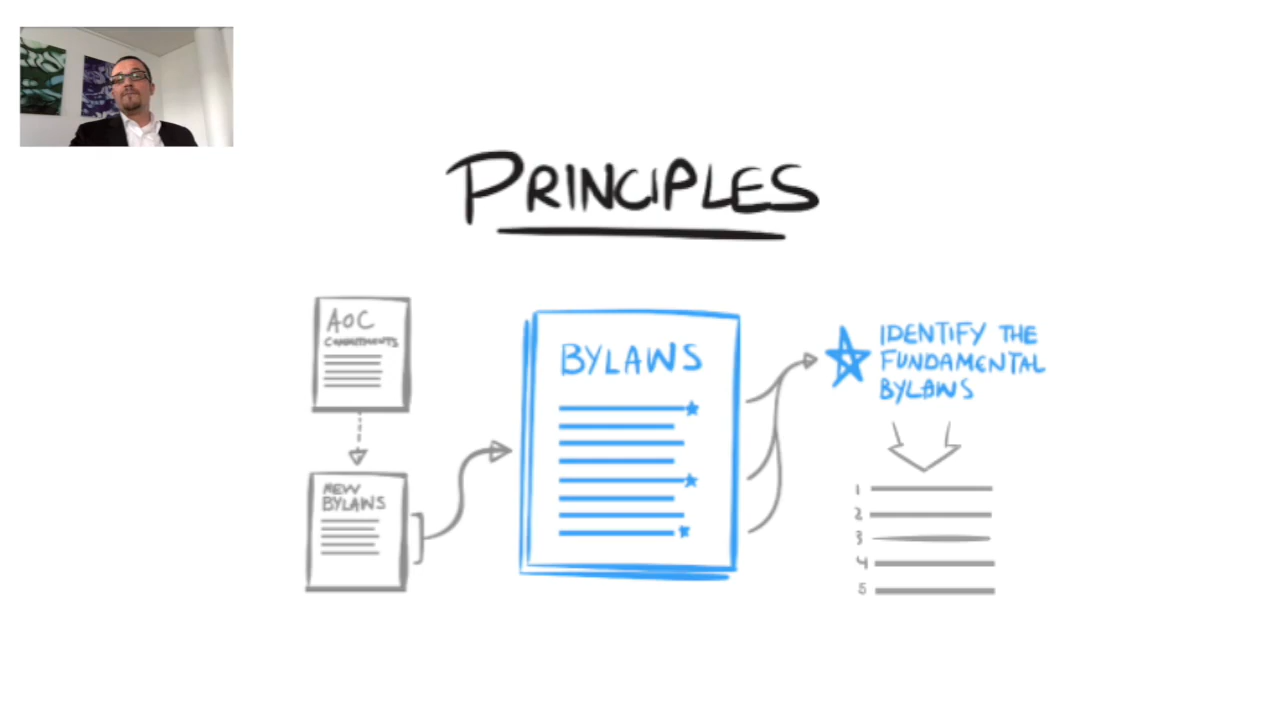 PRINCIPLES
AOC
COMMITMENTS
NEW
BYLAWS
BYLAWS
IDENTIFY THE
FUNDAMENTAL
BYLAWS
1
2
3
4
5